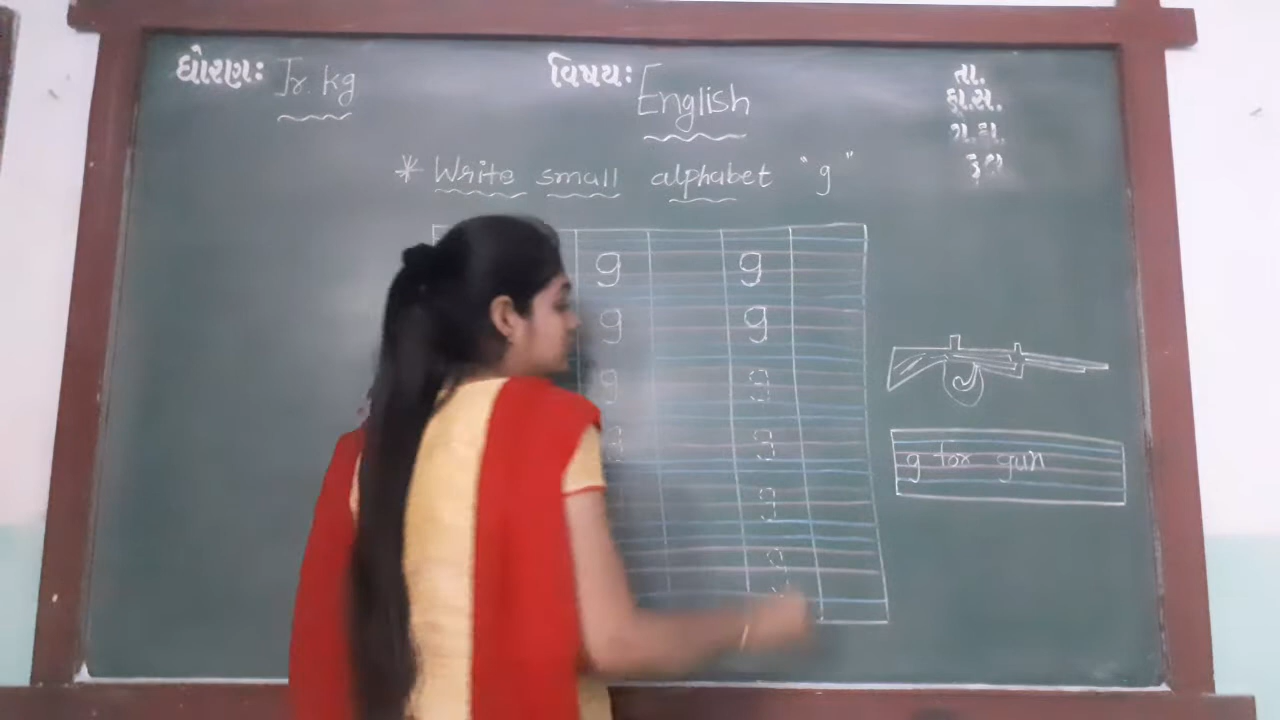 ધોરણઃ Jr. kg
વિષયઃ English
તા.
ક્રા.સ.
ગ.ક્રા.
કુલ
* Write small alphabet "g"
g g
g g
g g
g g
g
g
g for gun